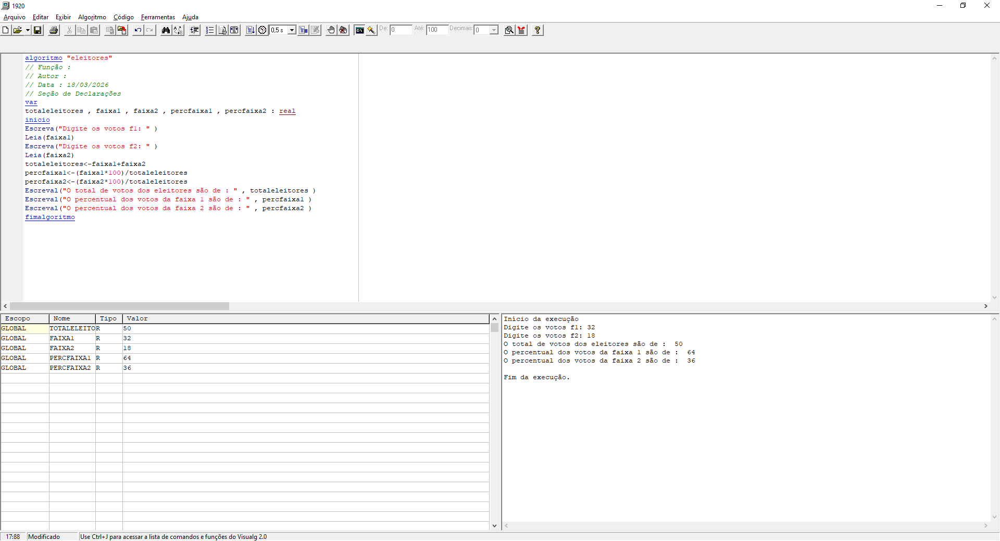 1920
Arquivo Editar Exibir Algoritmo Código Ferramentas Ajuda
0,5 s De: 0 Até: 100 Decimais: 0
algoritmo "eleitores"
// Função :
// Autor :
// Data : 18/03/2026
// Seção de Declarações
var
totaleleitores , faixa1 , faixa2 , percfaixa1 , percfaixa2 : real
inicio
Escreva("Digite os votos f1: " )
Leia(faixa1)
Escreva("Digite os votos f2: " )
Leia(faixa2)
totaleleitores<-faixa1+faixa2
percfaixa1<-(faixa1*100)/totaleleitores
percfaixa2<-(faixa2*100)/totaleleitores
Escreval("O total de votos dos eleitores são de : " , totaleleitores )
Escreval("O percentual dos votos da faixa 1 são de : " , percfaixa1 )
Escreval("O percentual dos votos da faixa 2 são de : " , percfaixa2 )
fimalgoritmo
Escopo Nome Tipo Valor
GLOBAL TOTALELEITO R 50
GLOBAL FAIXA1 R 32
GLOBAL FAIXA2 R 18
GLOBAL PERCFAIXA1 R 64
GLOBAL PERCFAIXA2 R 36
Início da execução
Digite os votos f1: 32
Digite os votos f2: 18
O total de votos dos eleitores são de :  50
O percentual dos votos da faixa 1 são de :  64
O percentual dos votos da faixa 2 são de :  36
Fim da execução.
17:88 Modificado Use Ctrl+J para acessar a lista de comandos e funções do Visualg 2.0